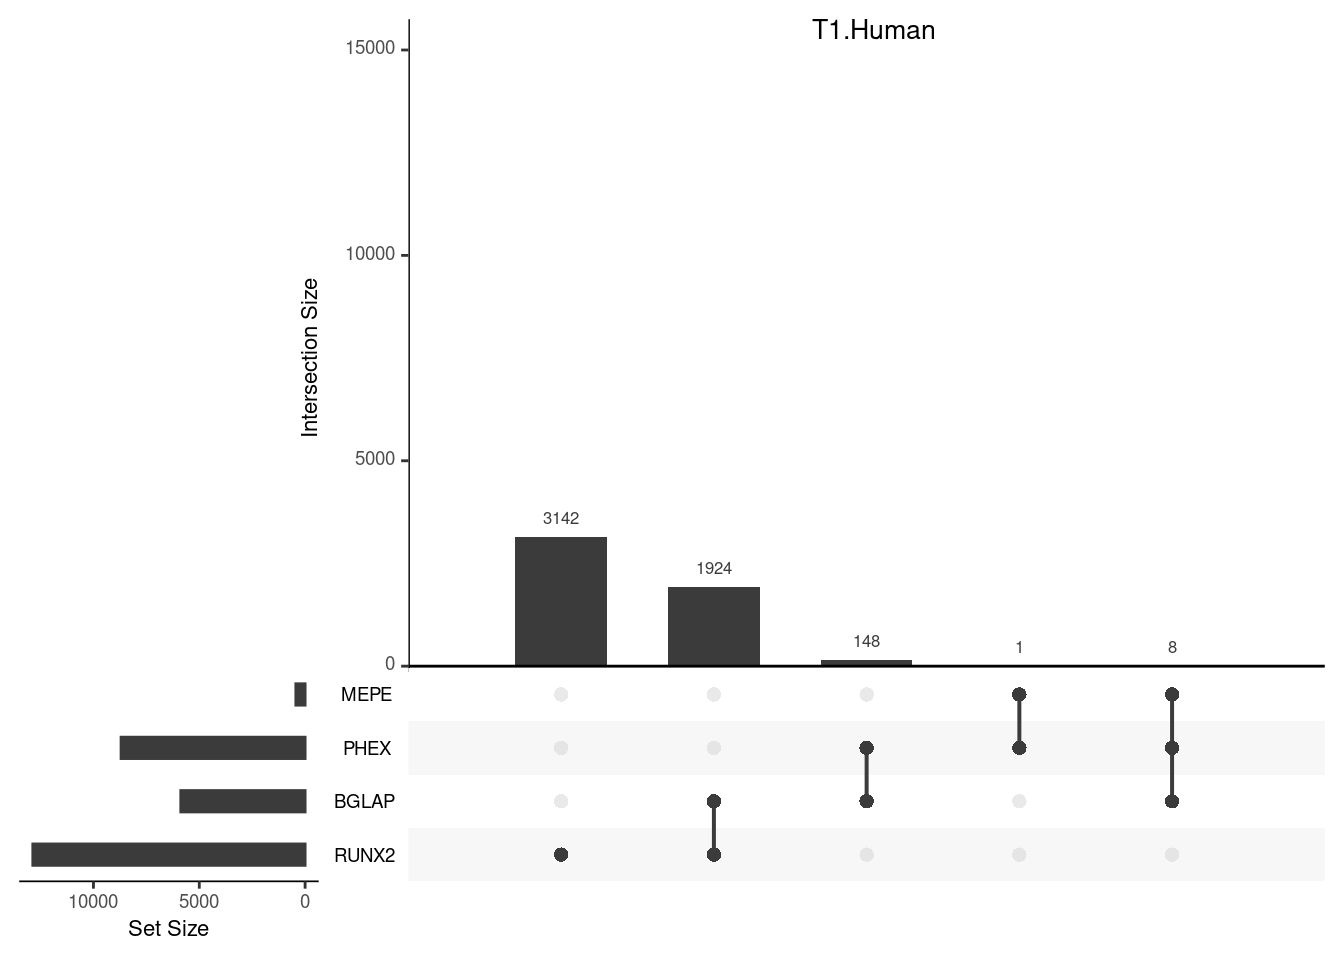 T1.Human
15000
10000
5000
0
Intersection Size
3142
1924
148
1
8
MEPE
PHEX
BGLAP
RUNX2
10000 5000 0
Set Size